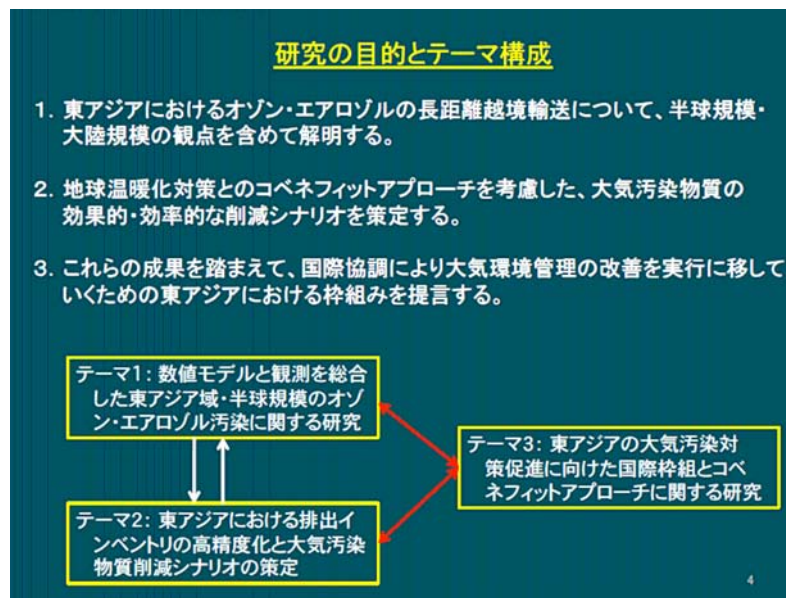 研究の目的とテーマ構成
1. 東アジアにおけるオゾン・エアロゾルの長距離越境輸送について、半球規模・
大陸規模の観点を含めて解明する。
2. 地球温暖化対策とのコベネフィットアプローチを考慮した、大気汚染物質の
効果的・効率的な削減シナリオを策定する。
3. これらの成果を踏まえて、国際協調により大気環境管理の改善を実行に移して
いくための東アジアにおける枠組みを提言する。
テーマ1: 数値モデルと観測を総合
した東アジア域・半球規模のオゾ
ン・エアロゾル汚染に関する研究
テーマ3: 東アジアの大気汚染対
策促進に向けた国際枠組とコベ
ネフィットアプローチに関する研究
テーマ2: 東アジアにおける排出イ
ンベントリの高精度化と大気汚染
物質削減シナリオの策定
4